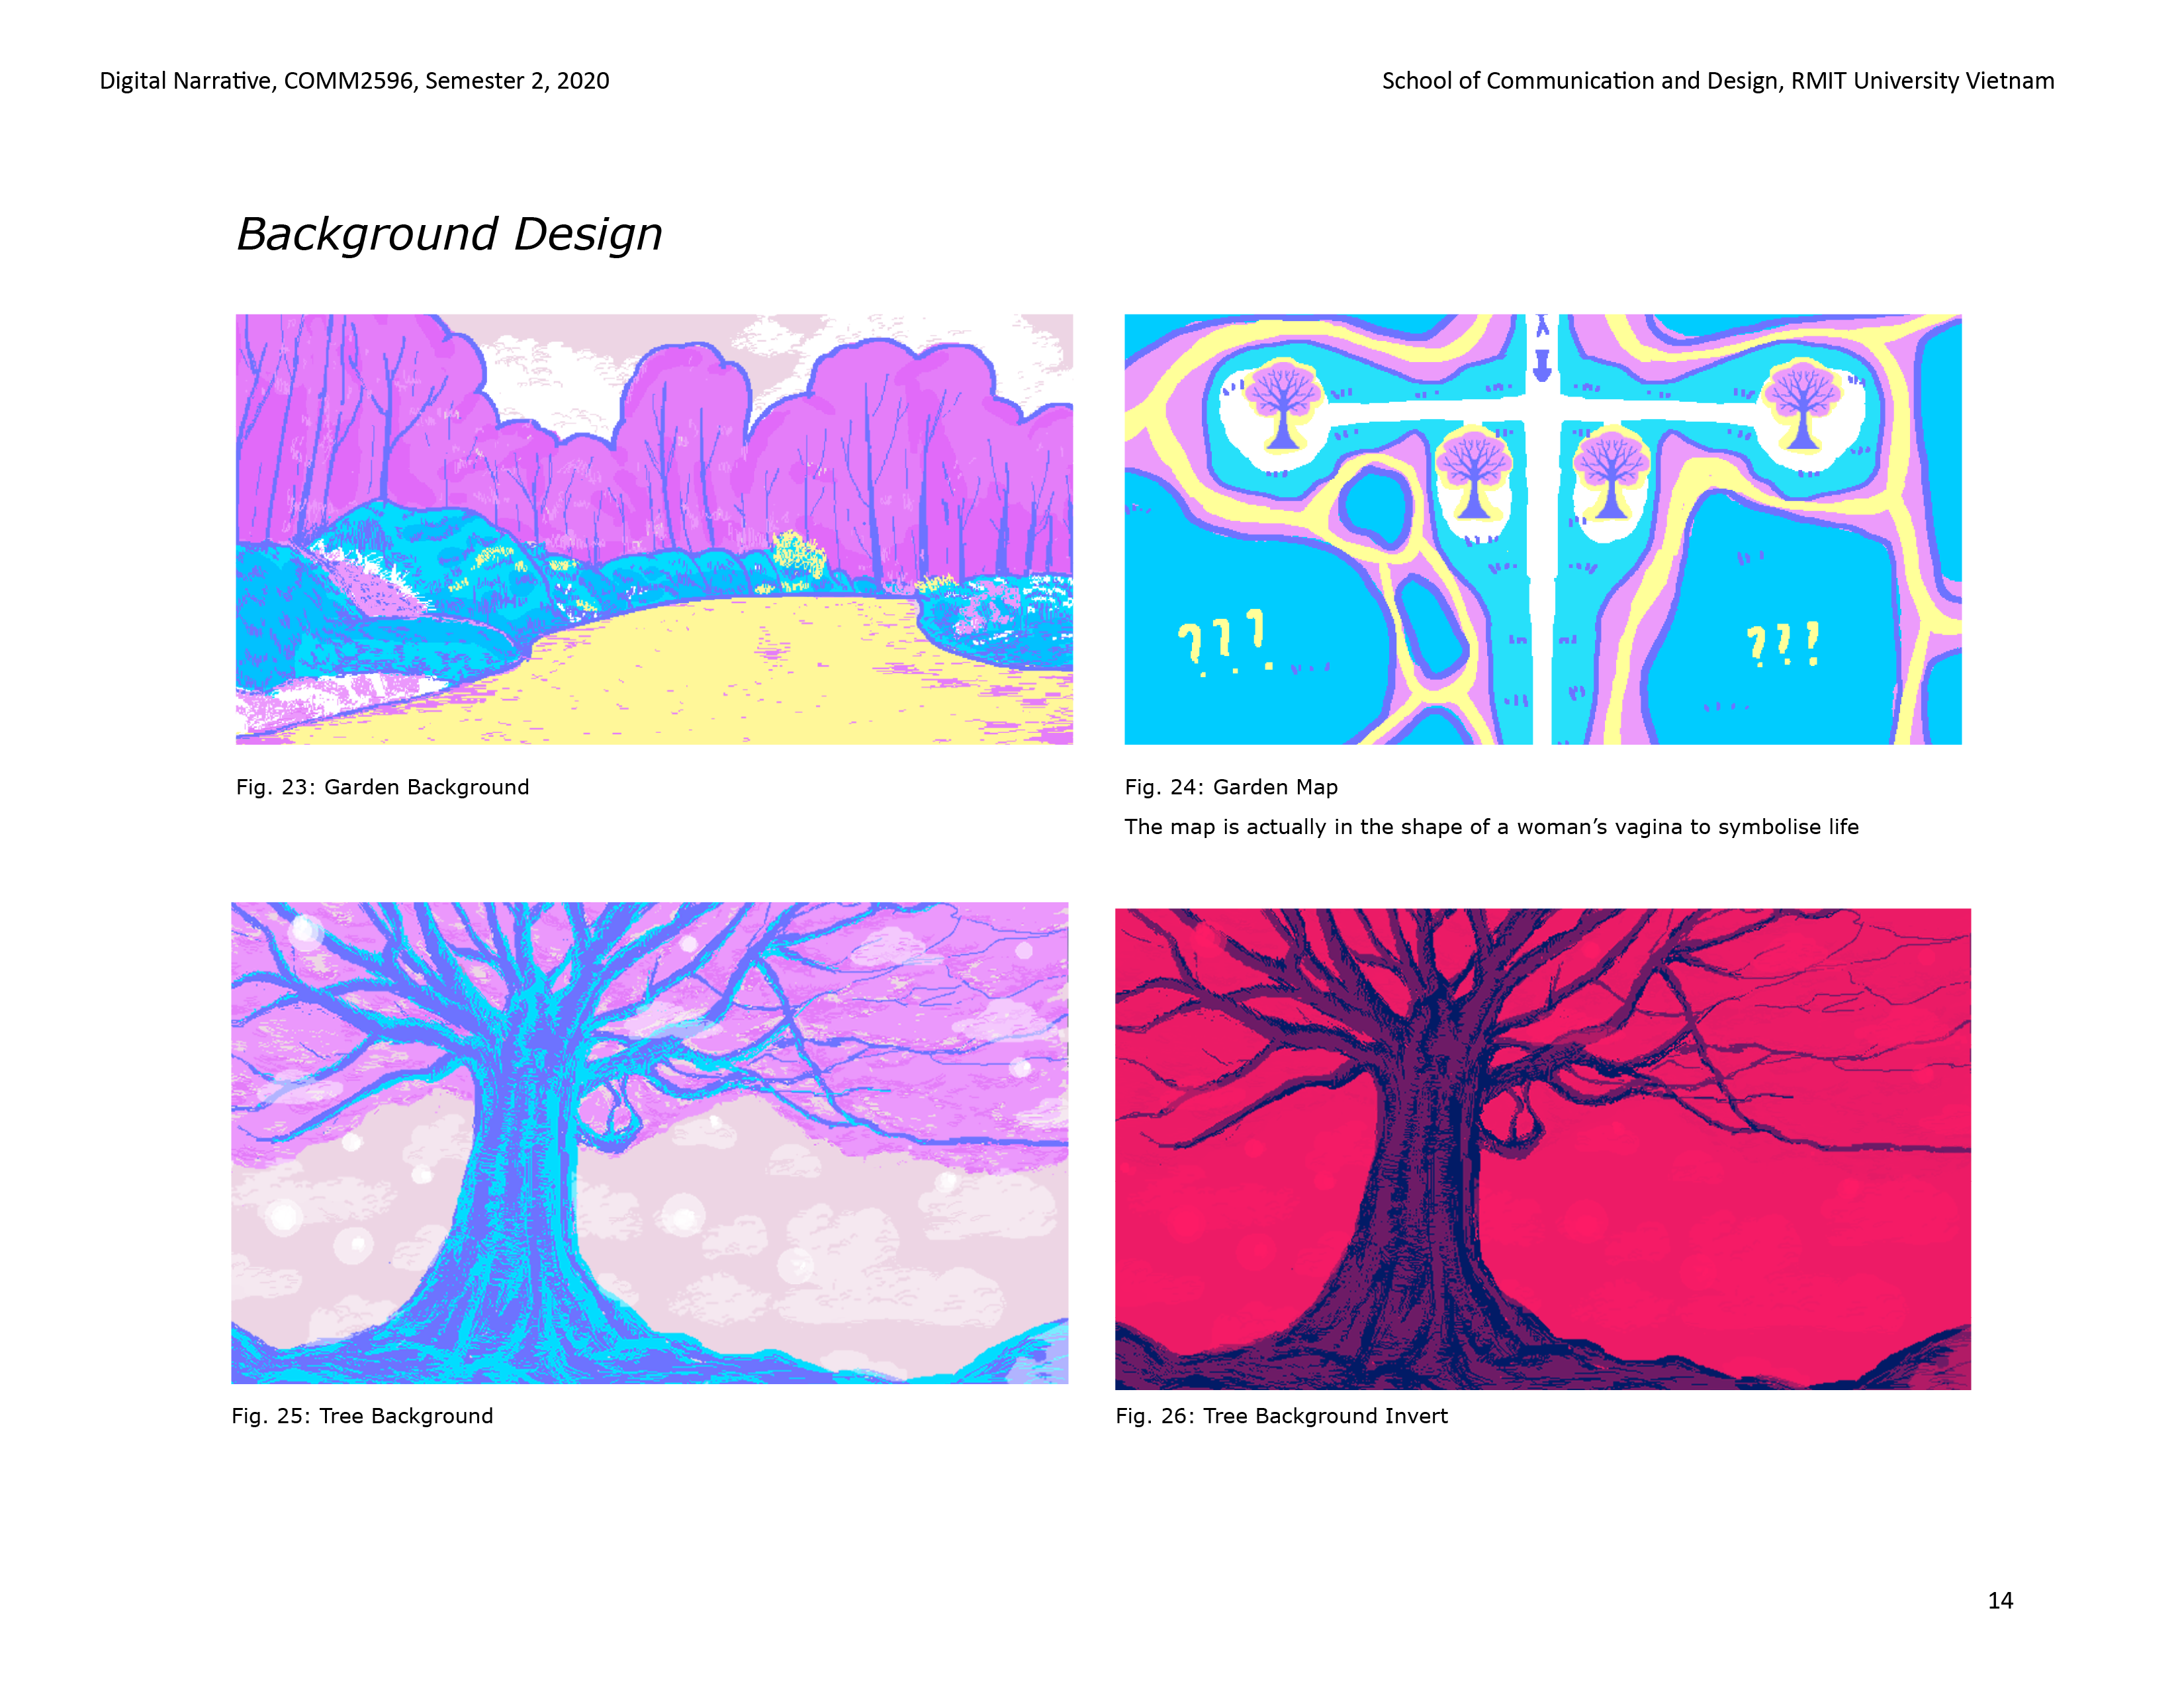 Digital Narrative, COMM2596, Semester 2, 2020
School of Communication and Design, RMIT University Vietnam
Background Design
???
???
Fig. 23: Garden Background
Fig. 24: Garden Map
The map is actually in the shape of a woman’s vagina to symbolise life
Fig. 25: Tree Background
Fig. 26: Tree Background Invert
14